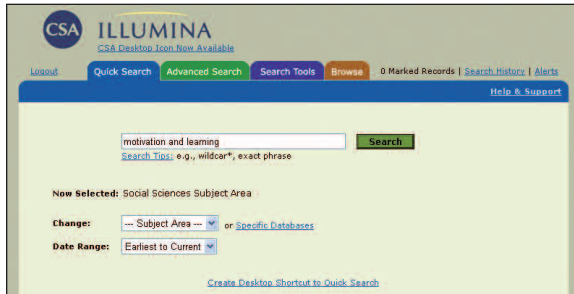 CSA ILLUMINA
CSA Desktop Icon Now Available
Logout Quick Search Advanced Search Search Tools Browse 0 Marked Records | Search History | Alerts
Help & Support
motivation and learning Search
Search Tips: e.g., wildcar*, exact phrase
Now Selected: Social Sciences Subject Area
Change: --- Subject Area --- or Specific Databases
Date Range: Earliest to Current
Create Desktop Shortcut to Quick Search